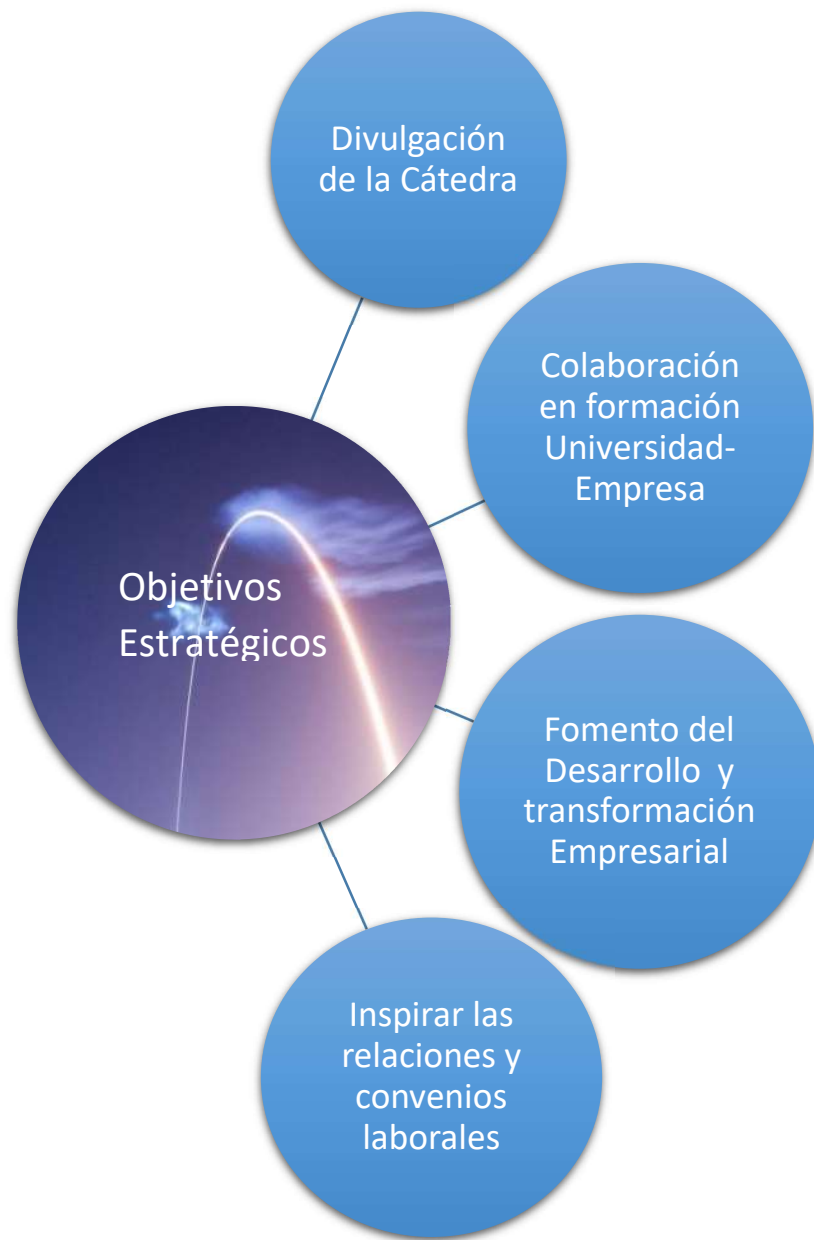 Divulgación
de la Cátedra
Colaboración
en formación
Universidad-
Empresa
Objetivos
Estratégicos
Fomento del
Desarrollo y
transformación
Empresarial
Inspirar las
relaciones y
convenios
laborales